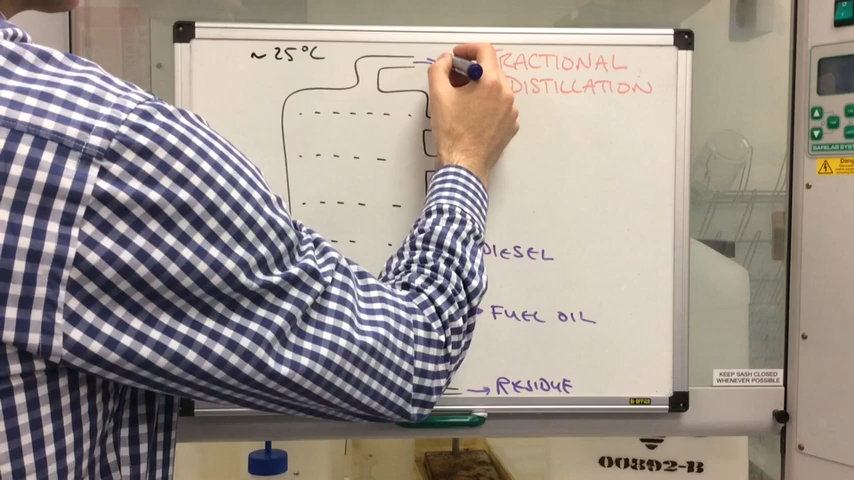 ~ 25°C
FRACTIONAL
DISTILLATION
DIESEL
FUEL OIL
→ RESIDUE
KEEP SASH CLOSED
WHENEVER POSSIBLE
00892-B